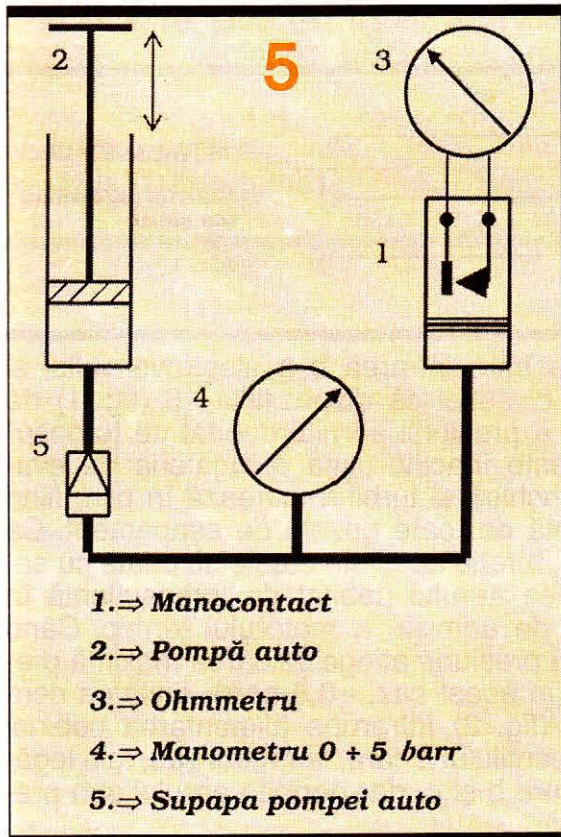 5
2
3
1
4
5
1.⇒ Manocontact
2.⇒ Pompă auto
3.⇒ Ohmmetru
4.⇒ Manometru 0 + 5 barr
5.⇒ Supapa pompei auto